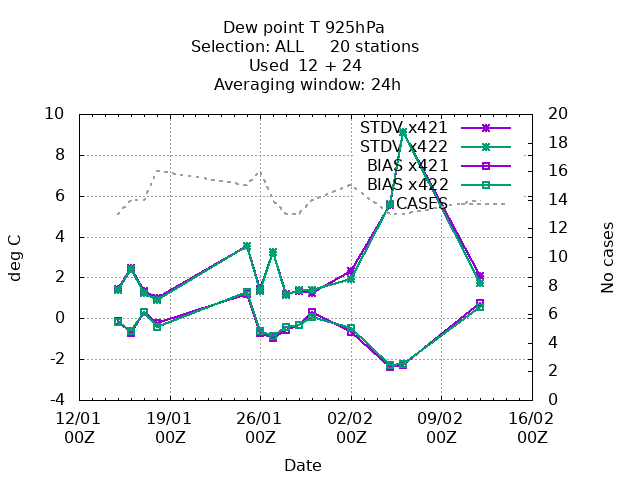 Dew point T 925hPa
Selection: ALL     20 stations
Used  12 + 24
Averaging window: 24h
10
8
6
4
2
0
-2
-4
20
18
16
14
12
10
8
6
4
2
0
STDV x421
STDV x422
BIAS x421
BIAS x422
CASES
deg C
No cases
12/01 19/01 26/01 02/02 09/02 16/02
00Z 00Z 00Z 00Z 00Z 00Z
Date